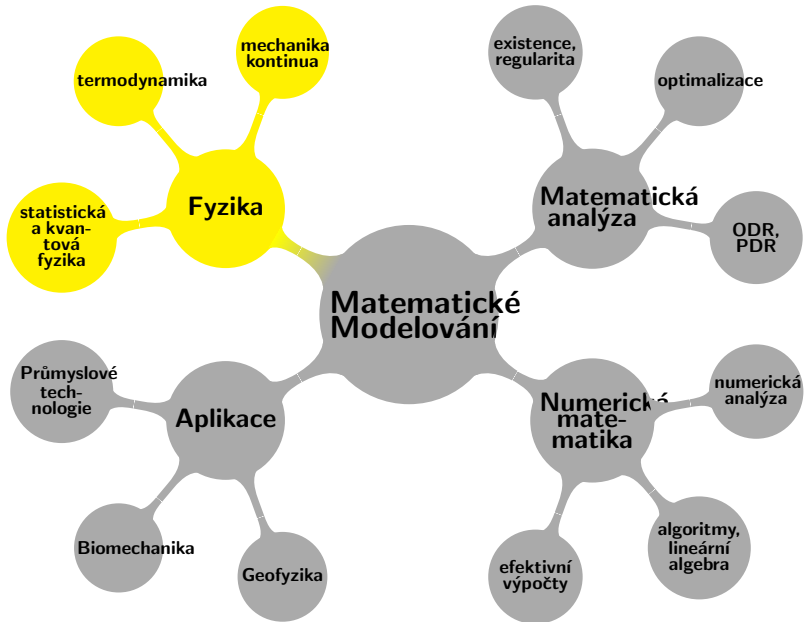 mechanika
kontinua
termodynamika
Fyzika
statistická
a kvan-
tová
fyzika
existence,
regularita
optimalizace
Matematická
analýza
ODR,
PDR
Matematické
Modelování
Průmyslové
tech-
nologie
Aplikace
Biomechanika
Geofyzika
Numerická
mate-
matika
numerická
analýza
algoritmy,
lineární
algebra
efektivní
výpočty